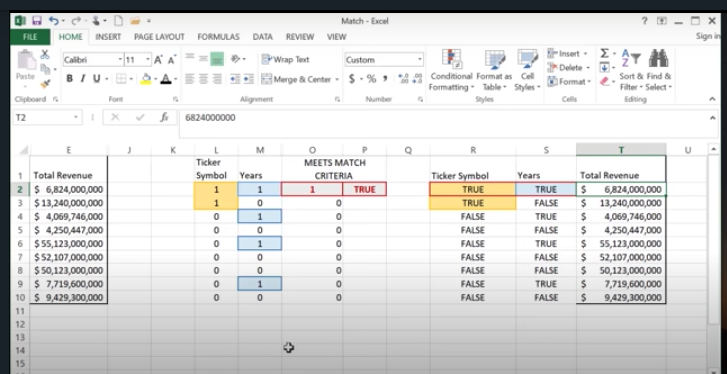 Match - Excel
FILE HOME INSERT PAGE LAYOUT FORMULAS DATA REVIEW VIEW Sign in
Calibri 11 A A Wrap Text Custom Insert
Paste B I U A Merge & Center $ % , Conditional Formatting Format as Table Cell Styles Delete Format Sort & Filter Find & Select
Clipboard Font Alignment Number Styles Cells Editing
T2 fx 6824000000
E J K L M O P Q R S T U
Ticker MEETS MATCH
1 Total Revenue Symbol Years CRITERIA Ticker Symbol Years Total Revenue
2 $ 6,824,000,000 1 1 1 TRUE TRUE TRUE $ 6,824,000,000
3 $ 13,240,000,000 1 0 0 TRUE FALSE $ 13,240,000,000
4 $ 4,069,746,000 0 1 0 FALSE TRUE $ 4,069,746,000
5 $ 4,250,447,000 0 0 0 FALSE FALSE $ 4,250,447,000
6 $ 55,123,000,000 0 1 0 FALSE TRUE $ 55,123,000,000
7 $ 52,107,000,000 0 0 0 FALSE FALSE $ 52,107,000,000
8 $ 50,123,000,000 0 0 0 FALSE FALSE $ 50,123,000,000
9 $ 7,719,600,000 0 1 0 FALSE TRUE $ 7,719,600,000
10 $ 9,429,300,000 0 0 0 FALSE FALSE $ 9,429,300,000
11
12
13
14
15